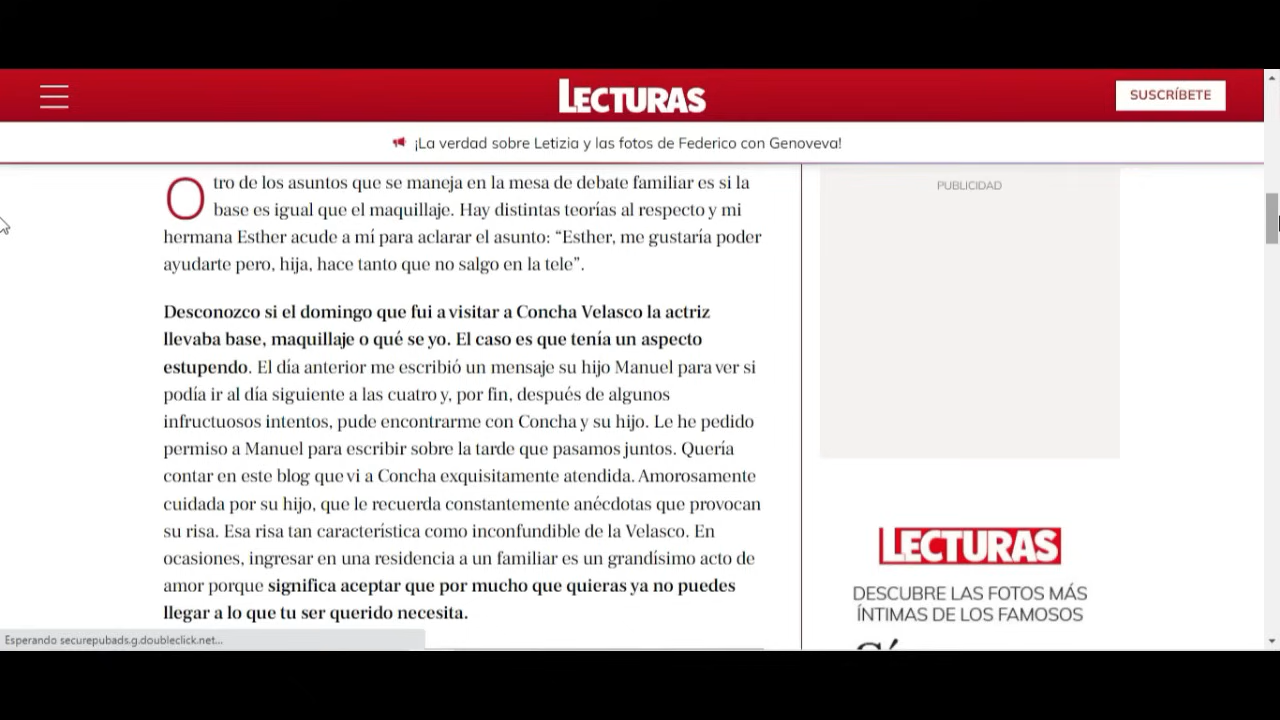 LECTURAS
SUSCRÍBETE
¡La verdad sobre Letizia y las fotos de Federico con Genoveva!
Otro de los asuntos que se maneja en la mesa de debate familiar es si la
base es igual que el maquillaje. Hay distintas teorías al respecto y mi
hermana Esther acude a mí para aclarar el asunto: “Esther, me gustaría poder
ayudarte pero, hija, hace tanto que no salgo en la tele”.
Desconozco si el domingo que fui a visitar a Concha Velasco la actriz
llevaba base, maquillaje o qué se yo. El caso es que tenía un aspecto
estupendo. El día anterior me escribió un mensaje su hijo Manuel para ver si
podía ir al día siguiente a las cuatro y, por fin, después de algunos
infructuosos intentos, pude encontrarme con Concha y su hijo. Le he pedido
permiso a Manuel para escribir sobre la tarde que pasamos juntos. Quería
contar en este blog que vi a Concha exquisitamente atendida. Amorosamente
cuidada por su hijo, que le recuerda constantemente anécdotas que provocan
su risa. Esa risa tan característica como inconfundible de la Velasco. En
ocasiones, ingresar en una residencia a un familiar es un grandísimo acto de
amor porque significa aceptar que por mucho que quieras ya no puedes
llegar a lo que tu ser querido necesita.
PUBLICIDAD
LECTURAS
DESCUBRE LAS FOTOS MÁS
ÍNTIMAS DE LOS FAMOSOS
Esperando securepubads.g.doubleclick.net...